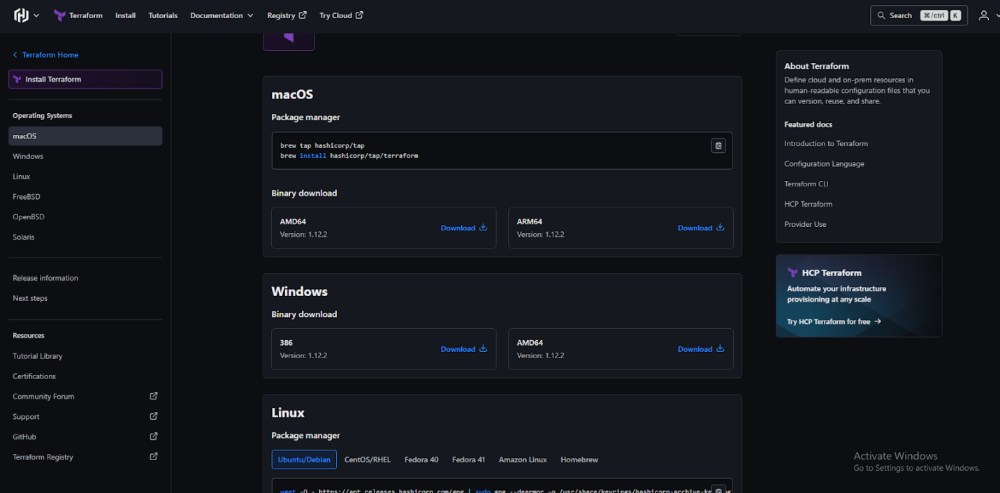 Terraform
Install
Tutorials
Documentation
Registry
Try Cloud
Search
⌘/ctrl
K
Terraform Home
Install Terraform
Operating Systems
macOS
Windows
Linux
FreeBSD
OpenBSD
Solaris
Release information
Next steps
Resources
Tutorial Library
Certifications
Community Forum
Support
GitHub
Terraform Registry
macOS
Package manager
brew tap hashicorp/tap
brew install hashicorp/tap/terraform
Binary download
AMD64
Version: 1.12.2
Download
ARM64
Version: 1.12.2
Download
Windows
Binary download
386
Version: 1.12.2
Download
AMD64
Version: 1.12.2
Download
Linux
Package manager
Ubuntu/Debian
CentOS/RHEL
Fedora 40
Fedora 41
Amazon Linux
Homebrew
wget -O - https://apt.releases.hashicorp.com/gpg | sudo gpg --dearmor -o /usr/share/keyrings/hashicorp-archive-ke
About Terraform
Define cloud and on-prem resources in
human-readable configuration files that you
can version, reuse, and share.
Featured docs
Introduction to Terraform
Configuration Language
Terraform CLI
HCP Terraform
Provider Use
HCP Terraform
Automate your infrastructure
provisioning at any scale
Try HCP Terraform for free →
Activate Windows
Go to Settings to activate Windows.